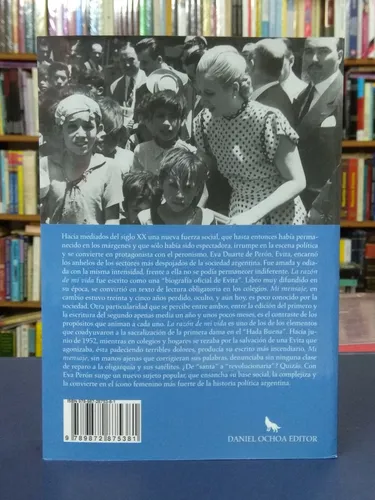 Hacia mediados del siglo XX una nueva fuerza social, que hasta entonces había perma-
necido en los márgenes y que sólo había sido espectadora, irrumpe en la escena política
y se convierte en protagonista con el peronismo. Eva Duarte de Perón, Evita, encarnó
los anhelos de los sectores más despojados de la sociedad argentina. Fue amada y odia-
da con la misma intensidad, frente a ella no se podía permanecer indiferente. La razón
de mi vida fue escrito como una "biografía oficial de Evita". Libro muy difundido en
su época, se convirtió en texto de lectura obligatoria en los colegios. Mi mensaje, en
cambio estuvo treinta y cinco años perdido, oculto, y aún hoy, es poco conocido por la
sociedad. Otra particularidad que se percibe entre ambos, entre la edición del primero y
la escritura del segundo apenas media un año y unos pocos meses, es el contraste de los
propósitos que animan a cada uno. La razón de mi vida es uno de los de los elementos
que coadyuvaron a la sacralización de la primera dama en el "Hada Buena". Hacia ju-
nio de 1952, mientras en colegios y hogares se rezaba por la salvación de una Evita que
agonizaba, ésta padeciendo terribles dolores, producía su escrito más incendiario. Mi
mensaje, sin manos ajenas que corrigieran sus palabras, denunciaba sin ninguna clase
de reparo a la oligarquía y sus satélites. ¿De "santa" a "revolucionaria"? Quizás. Con
Eva Perón surge un nuevo sujeto popular, que ensancha su base social, la complejiza y
la convierte en el ícono femenino más fuerte de la historia política argentina.
9 789872 875381
DANIEL OCHOA EDITOR